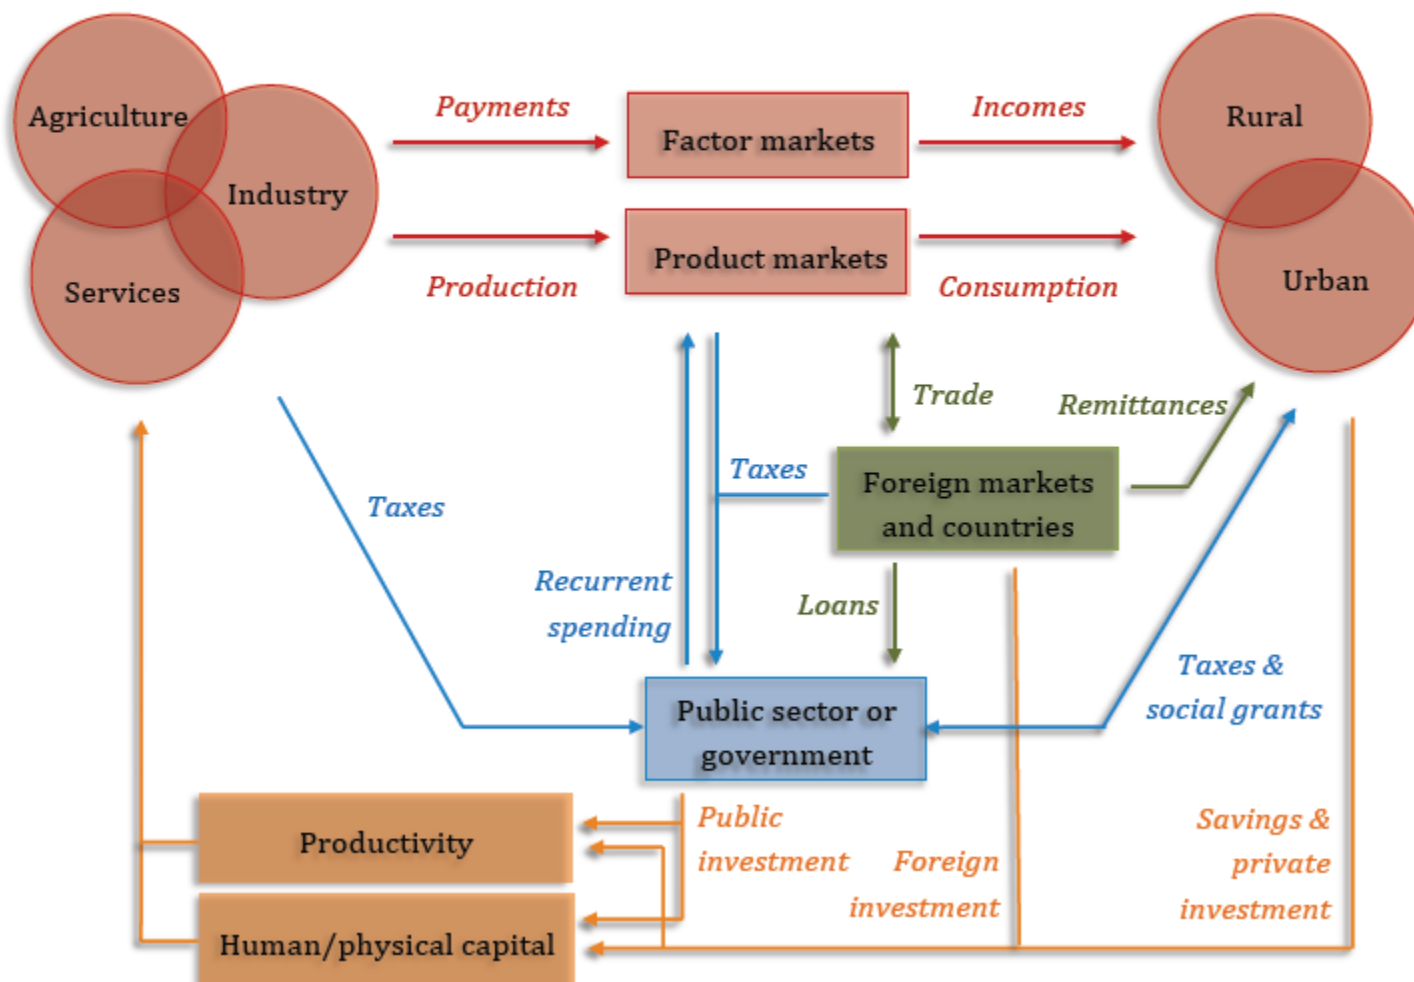 Agriculture
Industry
Services
Payments
Factor markets
Incomes
Rural
Production
Product markets
Consumption
Urban
Trade
Remittances
Taxes
Taxes
Foreign markets
and countries
Recurrent
spending
Loans
Taxes &
social grants
Public sector or
government
Productivity
Public
investment
Foreign
investment
Savings &
private
investment
Human/physical capital